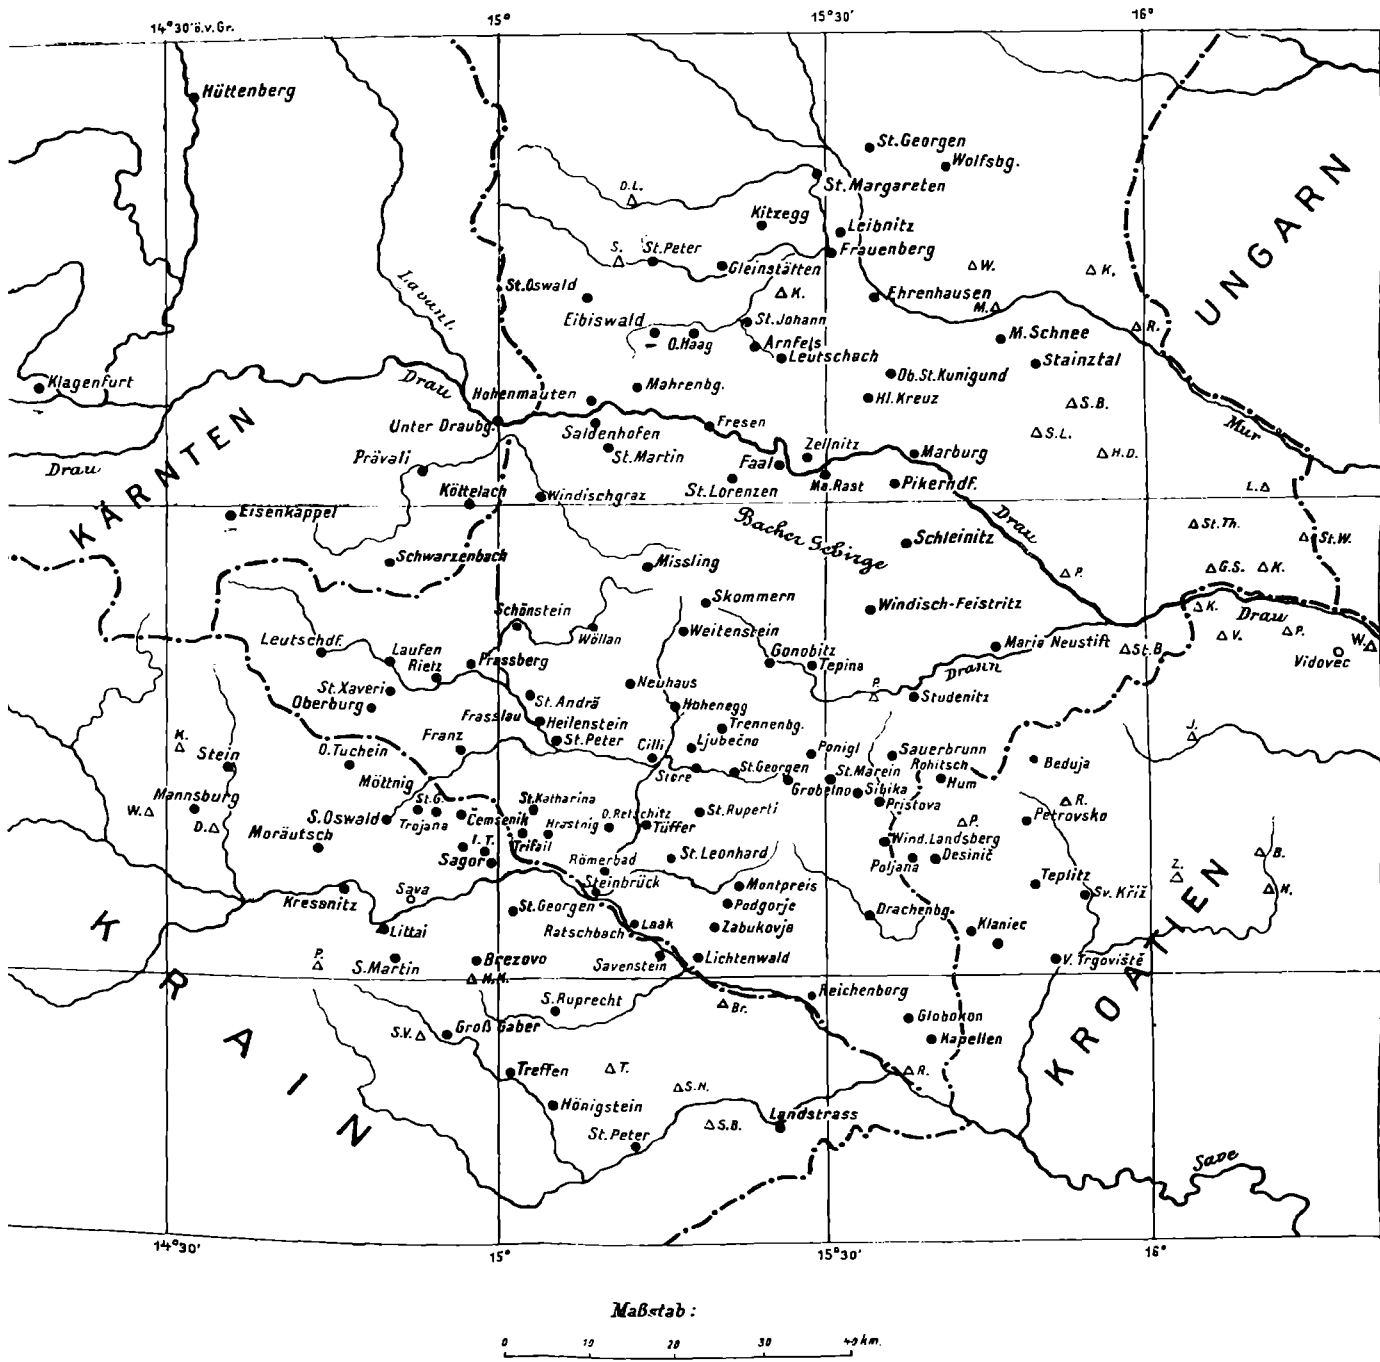 14°30' ö.v.Gr.
15°
15°30'
16°
Hüttenberg
St.Georgen
Wolfsbg.
St.Margareten
D.L.
Kitzegg
Leibnitz
Frauenberg
S.
St.Peter
Gleinstätten
W.
K.
UNGARN
Lavant.
St.Oswald
K.
Ehrenhausen
M.
Eibiswald
O.Haag
St.Johann
Arnfels
Leutschach
M.Schnee
R.
Stainztal
Klagenfurt
Drau
Hohenmauten
Mahrenbg.
Ob.St.Kunigund
Hl.Kreuz
S.B.
Unter Draubg.
Saldenhofen
Fresen
Mur
KÄRNTEN
Drau
Prävali
St.Martin
Faal
Zellnitz
Marburg
S.L.
H.D.
Köttelach
Windischgraz
St.Lorenzen
Ma.Rast
Pikerndf.
L.
Eisenkappel
Bacher Gebirge
Drau
St.Th.
St.W.
Schwarzenbach
Missling
Schleinitz
P.
G.S.
K.
Skommern
Windisch-Feistritz
K.
Drau
Schönstein
Wöllan
Weitenstein
Maria Neustift
St.B
V.
P.
W.
Vidovec
Leutschdf.
Laufen
Rietz
Prassberg
Gonobitz
Tepina
Drann
St.Xaveri
Oberburg
St.Andrä
Neuhaus
P.
Studenitz
Frasslau
Heilenstein
Hohenegg
Trennenbg.
K.
Stein
O.Tuchein
Franz
St.Peter
Cilli
Ljubečno
Ponigl
Sauerbrunn
Rohitsch
Hum
Beduja
J.
Möttnig
Store
St.Georgen
Grobelno
St.Marein
Sibika
Pristova
Mannsburg
W.
D.
S.Oswald
St.G.
Trojana
Čemsenik
St.Katharina
Hrastnig
O.Retschitz
Tüffer
St.Ruperti
P.
R.
Petrovsko
Moräutsch
I.T.
Sagor
Trifail
Römerbad
St.Leonhard
Wind.Landsberg
Poljana
Desinič
B.
Z.
Kressnitz
Sava
Steinbrück
Montpreis
Teplitz
Sv.Kříž
K.
Littai
St.Georgen
Podgorje
Drachenbg.
Klaniec
Ratschbach
Laak
Zabukovje
P.
S.Martin
Brezovo
Savenstein
Lichtenwald
V.Trgoviště
KRAIN
S.Ruprecht
Br.
Reichenbg
KROATIEN
S.V.
Groß Gaber
Globokon
Kapellen
Treffen
T.
S.H.
R.
Hönigstein
S.B.
Landstrass
St.Peter
Save
14°30'
15°
15°30'
16°
Maßstab:
0 10 20 30 40 km.